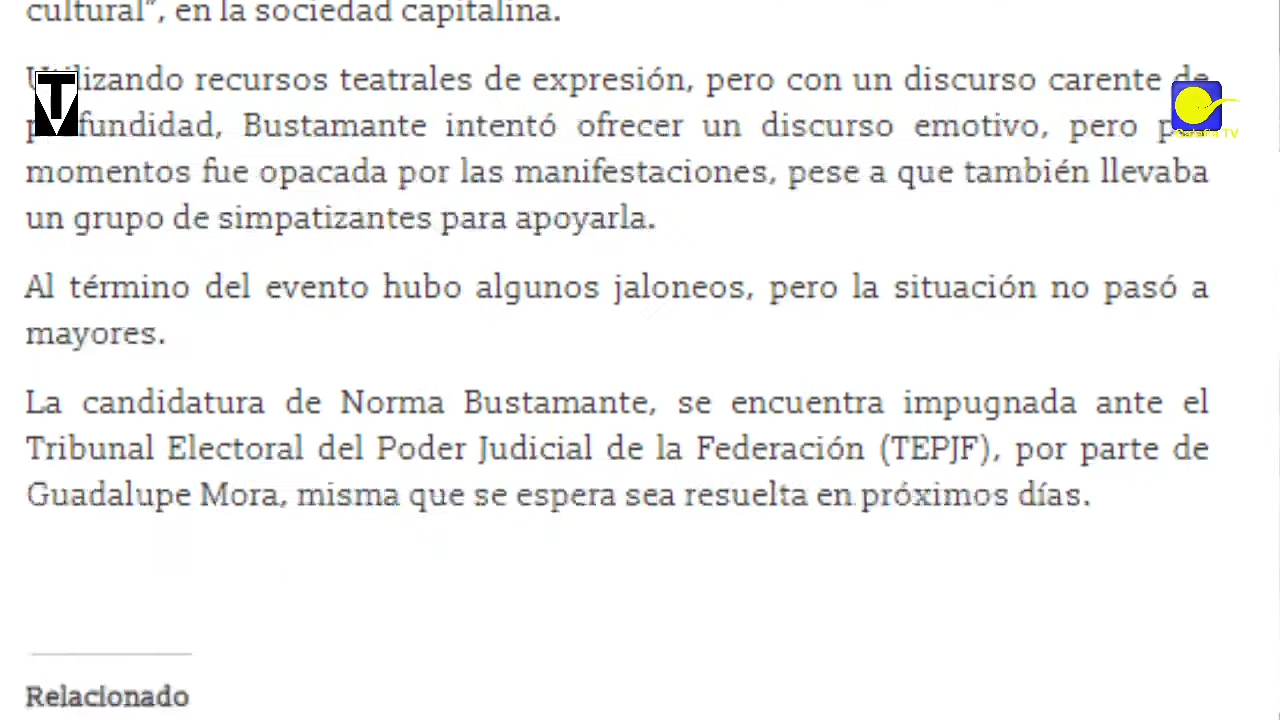 cultural", en la sociedad capitalina.
Utilizando recursos teatrales de expresión, pero con un discurso carente de
profundidad, Bustamante intentó ofrecer un discurso emotivo, pero por
momentos fue opacada por las manifestaciones, pese a que también llevaba
un grupo de simpatizantes para apoyarla.
Al término del evento hubo algunos jaloneos, pero la situación no pasó a
mayores.
La candidatura de Norma Bustamante, se encuentra impugnada ante el
Tribunal Electoral del Poder Judicial de la Federación (TEPJF), por parte de
Guadalupe Mora, misma que se espera sea resuelta en próximos días.
Relacionado
TV